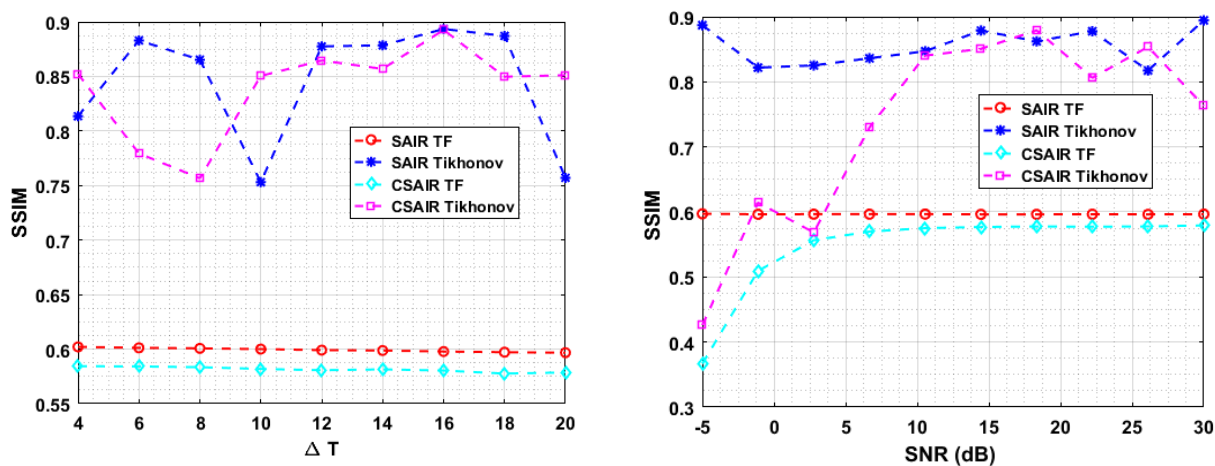 0.9
0.85
0.8
0.75
0.7
0.65
0.6
0.55
SSIM
4
6
8
10
12
14
16
18
20
Δ T
SAIR TF
SAIR Tikhonov
CSAIR TF
CSAIR Tikhonov
0.9
0.8
0.7
0.6
0.5
0.4
0.3
SSIM
-5
0
5
10
15
20
25
30
SNR (dB)
SAIR TF
SAIR Tikhonov
CSAIR TF
CSAIR Tikhonov